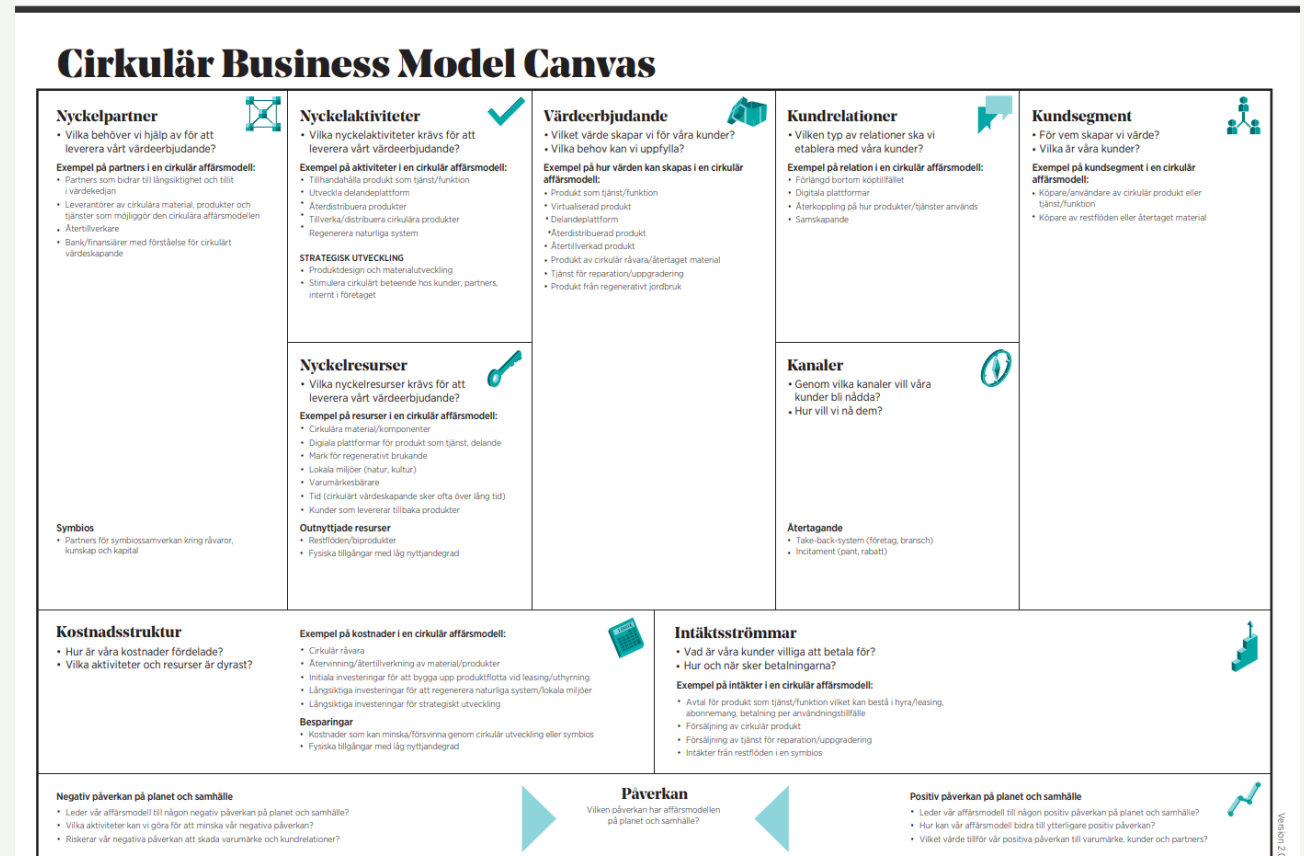 Cirkulär Business Model Canvas
Nyckelpartner
• Vilka behöver vi hjälp av för att
leverera vårt värdeerbjudande?
Exempel på partners i en cirkulär affärsmodell:
• Partners som bidrar till långsiktighet och tillit
i värdekedjan
• Leverantörer av cirkulära material, produkter och
tjänster som möjliggör den cirkulära affärsmodellen
• Återtillverkare
• Bank/finansiärer med förståelse för cirkulärt
värdeskapande
Symbios
• Partners för symbiossamverkan kring råvaror,
kunskap och kapital
Nyckelaktiviteter
• Vilka nyckelaktiviteter krävs för att
leverera vårt värdeerbjudande?
Exempel på aktiviteter i en cirkulär affärsmodell:
• Tillhandahålla produkt som tjänst/funktion
• Utveckla delandeplattform
• Återdistribuera produkter
• Tillverka/distribuera cirkulära produkter
• Regenerera naturliga system
STRATEGISK UTVECKLING
• Produktdesign och materialutveckling
• Stimulera cirkulärt beteende hos kunder, partners,
internt i företaget
Nyckelresurser
• Vilka nyckelresurser krävs för att
leverera vårt värdeerbjudande?
Exempel på resurser i en cirkulär affärsmodell:
• Cirkulära material/komponenter
• Digiala plattformar för produkt som tjänst, delande
• Mark för regenerativt brukande
• Lokala miljöer (natur, kultur)
• Varumärkesbärare
• Tid (cirkulärt värdeskapande sker ofta över lång tid)
• Kunder som levererar tillbaka produkter
Outnyttjade resurser
• Restflöden/biprodukter
• Fysiska tillgångar med låg nyttjandegrad
Värdeerbjudande
• Vilket värde skapar vi för våra kunder?
• Vilka behov kan vi uppfylla?
Exempel på hur värden kan skapas i en cirkulär
affärsmodell:
• Produkt som tjänst/funktion
• Virtualiserad produkt
• Delandeplattform
•Återdistribuerad produkt
• Återtillverkad produkt
• Produkt av cirkulär råvara/återtaget material
• Tjänst för reparation/uppgradering
• Produkt från regenerativt jordbruk
Kundrelationer
• Vilken typ av relationer ska vi
etablera med våra kunder?
Exempel på relation i en cirkulär affärsmodell:
• Förlängd bortom köptillfället
• Digitala plattformar
• Återkoppling på hur produkter/tjänster används
• Samskapande
Kanaler
• Genom vilka kanaler vill våra
kunder bli nådda?
• Hur vill vi nå dem?
Återtagande
• Take-back-system (företag, bransch)
• Incitament (pant, rabatt)
Kundsegment
• För vem skapar vi värde?
• Vilka är våra kunder?
Exempel på kundsegment i en cirkulär
affärsmodell:
• Köpare/användare av cirkulär produkt eller
tjänst/funktion
• Köpare av restflöden eller återtaget material
Kostnadsstruktur
• Hur är våra kostnader fördelade?
• Vilka aktiviteter och resurser är dyrast?
Exempel på kostnader i en cirkulär affärsmodell:
• Cirkulär råvara
• Återvinning/återtillverkning av material/produkter
• Initiala investeringar för att bygga upp produktflotta vid leasing/uthyrning
• Långsiktiga investeringar för att regenerera naturliga system/lokala miljöer
• Långsiktiga investeringar för strategiskt utveckling
Besparingar
• Kostnader som kan minska/försvinna genom cirkulär utveckling eller symbios
• Fysiska tillgångar med låg nyttjandegrad
Intäktsströmmar
• Vad är våra kunder villiga att betala för?
• Hur och när sker betalningarna?
Exempel på intäkter i en cirkulär affärsmodell:
• Avtal för produkt som tjänst/funktion vilket kan bestå i hyra/leasing,
abonnemang, betalning per användningstillfälle
• Försäljning av cirkulär produkt
• Försäljning av tjänst för reparation/uppgradering
• Intäkter från restflöden i en symbios
Negativ påverkan på planet och samhälle
• Leder vår affärsmodell till någon negativ påverkan på planet och samhälle?
• Vilka aktiviteter kan vi göra för att minska vår negativa påverkan?
• Riskerar vår negativa påverkan att skada varumärke och kundrelationer?
Påverkan
Vilken påverkan har affärsmodellen
på planet och samhälle?
Positiv påverkan på planet och samhälle
• Leder vår affärsmodell till någon positiv påverkan på planet och samhälle?
• Hur kan vår affärsmodell bidra till ytterligare positiv påverkan?
• Vilket värde tillför vår positiva påverkan till varumärke, kunder och partners?
Version 2.0